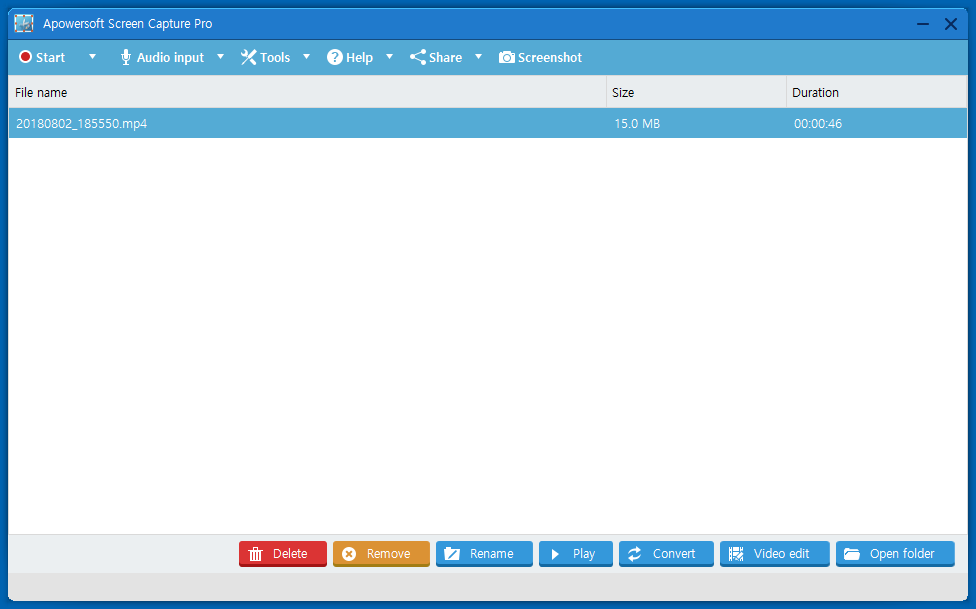 Apowersoft Screen Capture Pro
Start Audio input Tools Help Share Screenshot
File name Size Duration
20180802_185550.mp4 15.0 MB 00:00:46
Delete Remove Rename Play Convert Video edit Open folder